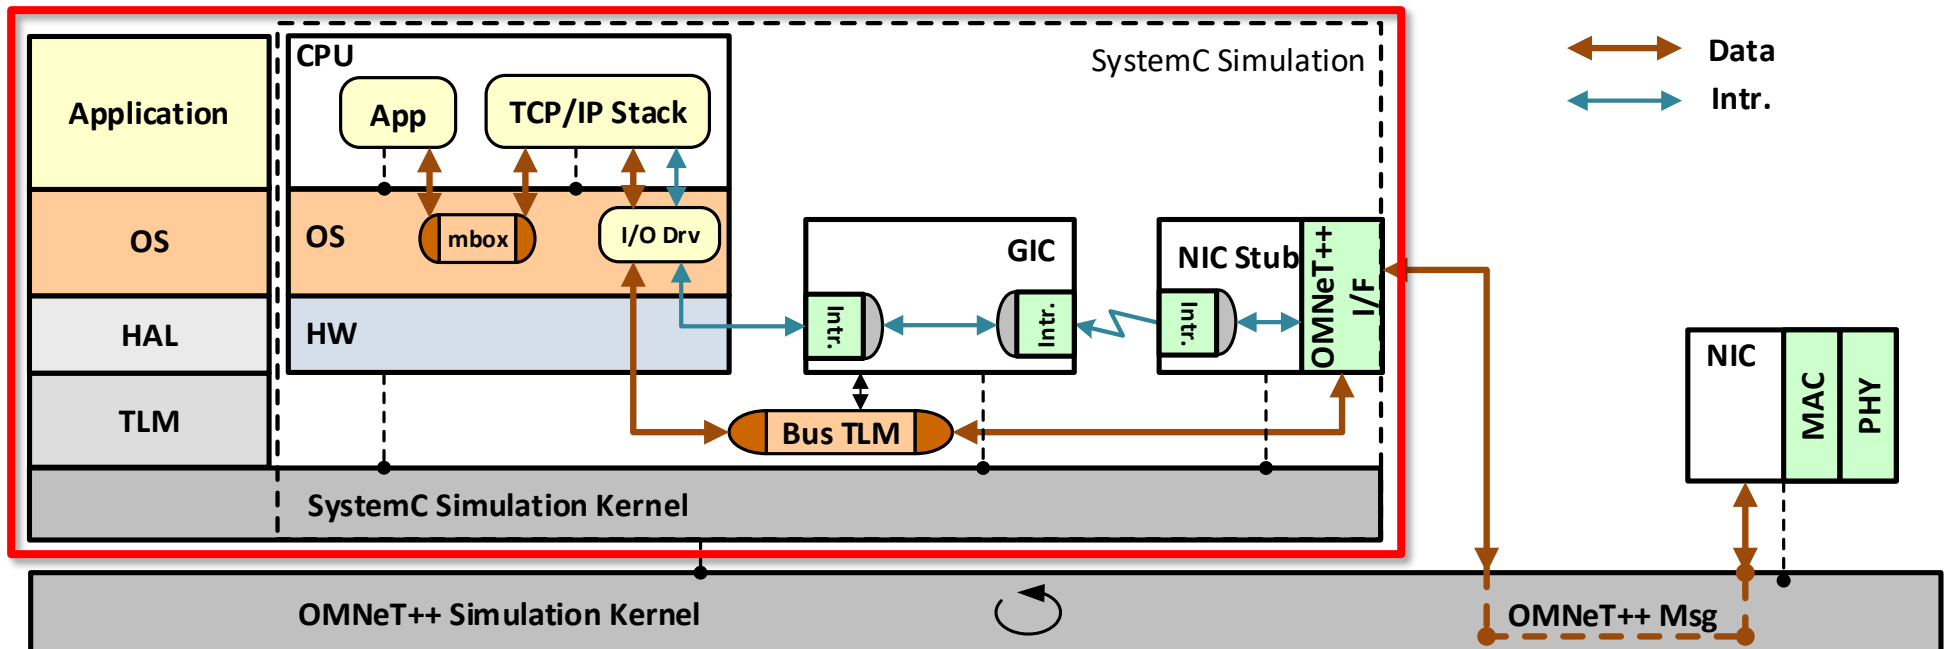 Application
OS
HAL
TLM
CPU
App
TCP/IP Stack
OS
mbox
I/O Drv
HW
SystemC Simulation
GIC
Intr.
Intr.
NIC Stub
Intr.
OMNeT++
I/F
Bus TLM
SystemC Simulation Kernel
Data
Intr.
NIC
MAC
PHY
OMNeT++ Simulation Kernel
OMNeT++ Msg